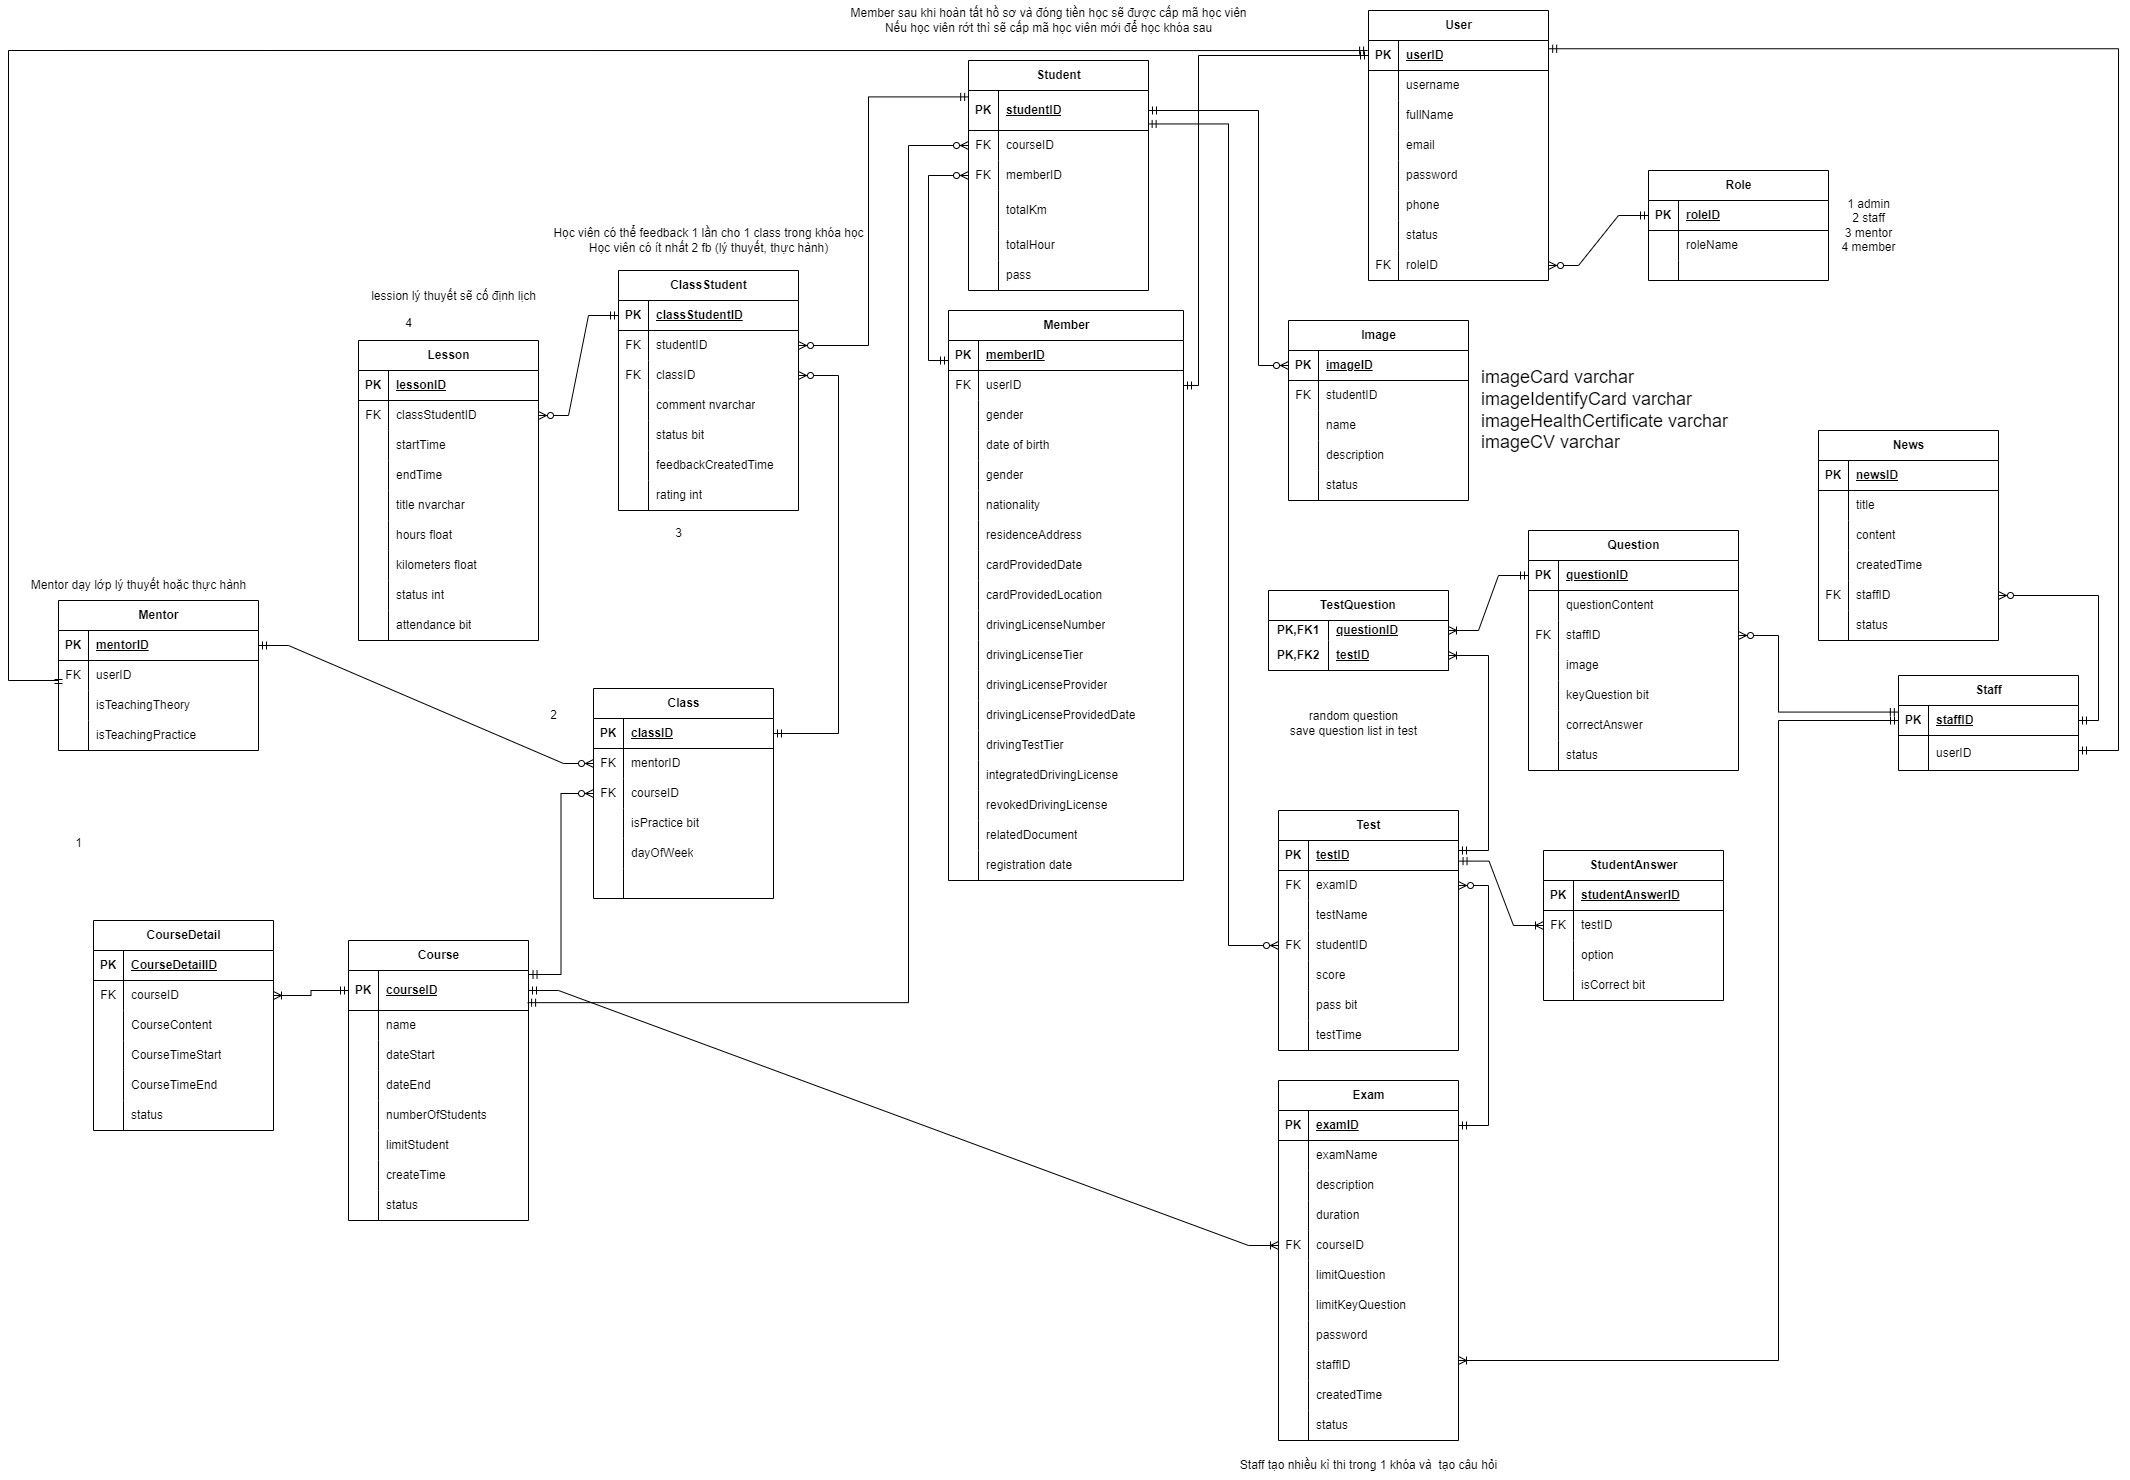 Member sau khi hoàn tất hồ sơ và đóng tiền học sẽ được cấp mã học viên
Nếu học viên rớt thì sẽ cấp mã học viên mới để học khóa sau
User
PK userID
username
fullName
email
password
phone
status
FK roleID
Role
PK roleID
roleName
1 admin
2 staff
3 mentor
4 member
Student
PK studentID
FK courseID
FK memberID
totalKm
totalHour
pass
Học viên có thể feedback 1 lần cho 1 class trong khóa học
Học viên có ít nhất 2 fb (lý thuyết, thực hành)
ClassStudent
PK classStudentID
FK studentID
FK classID
comment nvarchar
status bit
feedbackCreatedTime
rating int
3
lession lý thuyết sẽ cố định lịch
4
Lesson
PK lessonID
FK classStudentID
startTime
endTime
title nvarchar
hours float
kilometers float
status int
attendance bit
Member
PK memberID
FK userID
gender
date of birth
gender
nationality
residenceAddress
cardProvidedDate
cardProvidedLocation
drivingLicenseNumber
drivingLicenseTier
drivingLicenseProvider
drivingLicenseProvidedDate
drivingTestTier
integratedDrivingLicense
revokedDrivingLicense
relatedDocument
registration date
Image
PK imageID
FK studentID
name
description
status
imageCard varchar
imageIdentifyCard varchar
imageHealthCertificate varchar
imageCV varchar
News
PK newsID
title
content
createdTime
FK staffID
status
Question
PK questionID
questionContent
FK staffID
image
keyQuestion bit
correctAnswer
status
TestQuestion
PK,FK1 questionID
PK,FK2 testID
random question
save question list in test
Staff
PK staffID
userID
Mentor dạy lớp lý thuyết hoặc thực hành
Mentor
PK mentorID
FK userID
isTeachingTheory
isTeachingPractice
2
Class
PK classID
FK mentorID
FK courseID
isPractice bit
dayOfWeek
1
CourseDetail
PK CourseDetailID
FK courseID
CourseContent
CourseTimeStart
CourseTimeEnd
status
Course
PK courseID
name
dateStart
dateEnd
numberOfStudents
limitStudent
createTime
status
Test
PK testID
FK examID
testName
FK studentID
score
pass bit
testTime
StudentAnswer
PK studentAnswerID
FK testID
option
isCorrect bit
Exam
PK examID
examName
description
duration
FK courseID
limitQuestion
limitKeyQuestion
password
staffID
createdTime
status
Staff tạo nhiều kì thi trong 1 khóa và tạo câu hỏi